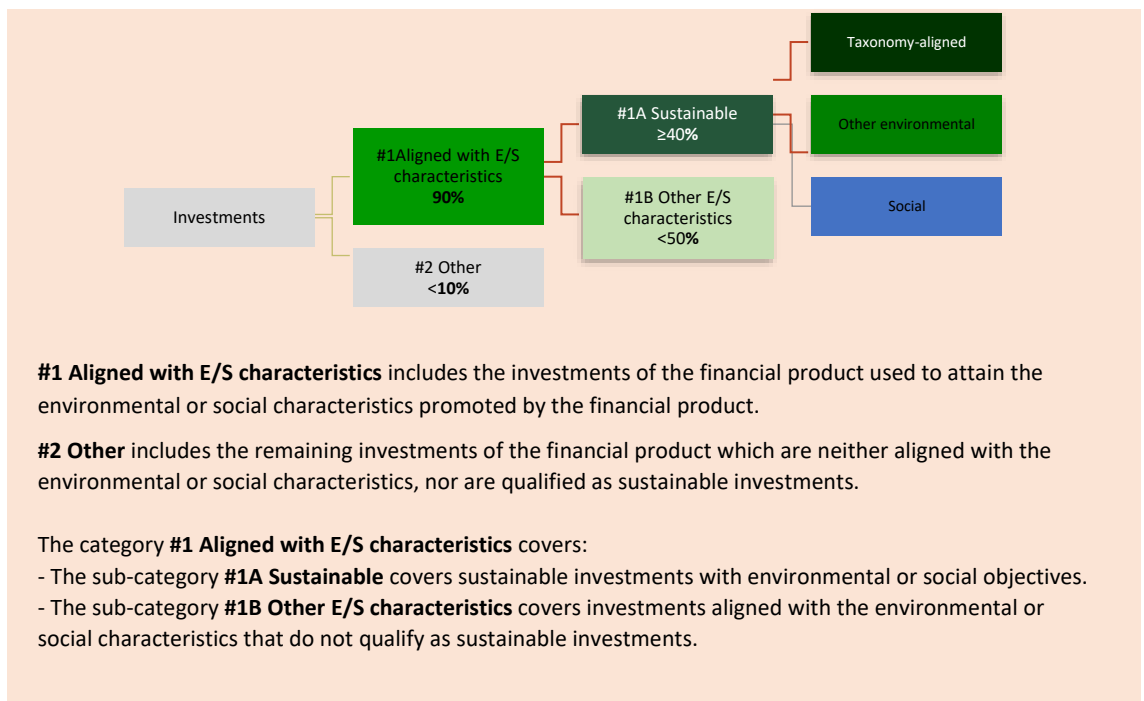 Taxonomy-aligned
#1A Sustainable
≥40%
Other environmental
#1Aligned with E/S
characteristics
90%
#1B Other E/S
characteristics
<50%
Investments
Social
#2 Other
<10%
#1 Aligned with E/S characteristics includes the investments of the financial product used to attain the
environmental or social characteristics promoted by the financial product.
#2 Other includes the remaining investments of the financial product which are neither aligned with the
environmental or social characteristics, nor are qualified as sustainable investments.
The category #1 Aligned with E/S characteristics covers:
- The sub-category #1A Sustainable covers sustainable investments with environmental or social objectives.
- The sub-category #1B Other E/S characteristics covers investments aligned with the environmental or
social characteristics that do not qualify as sustainable investments.